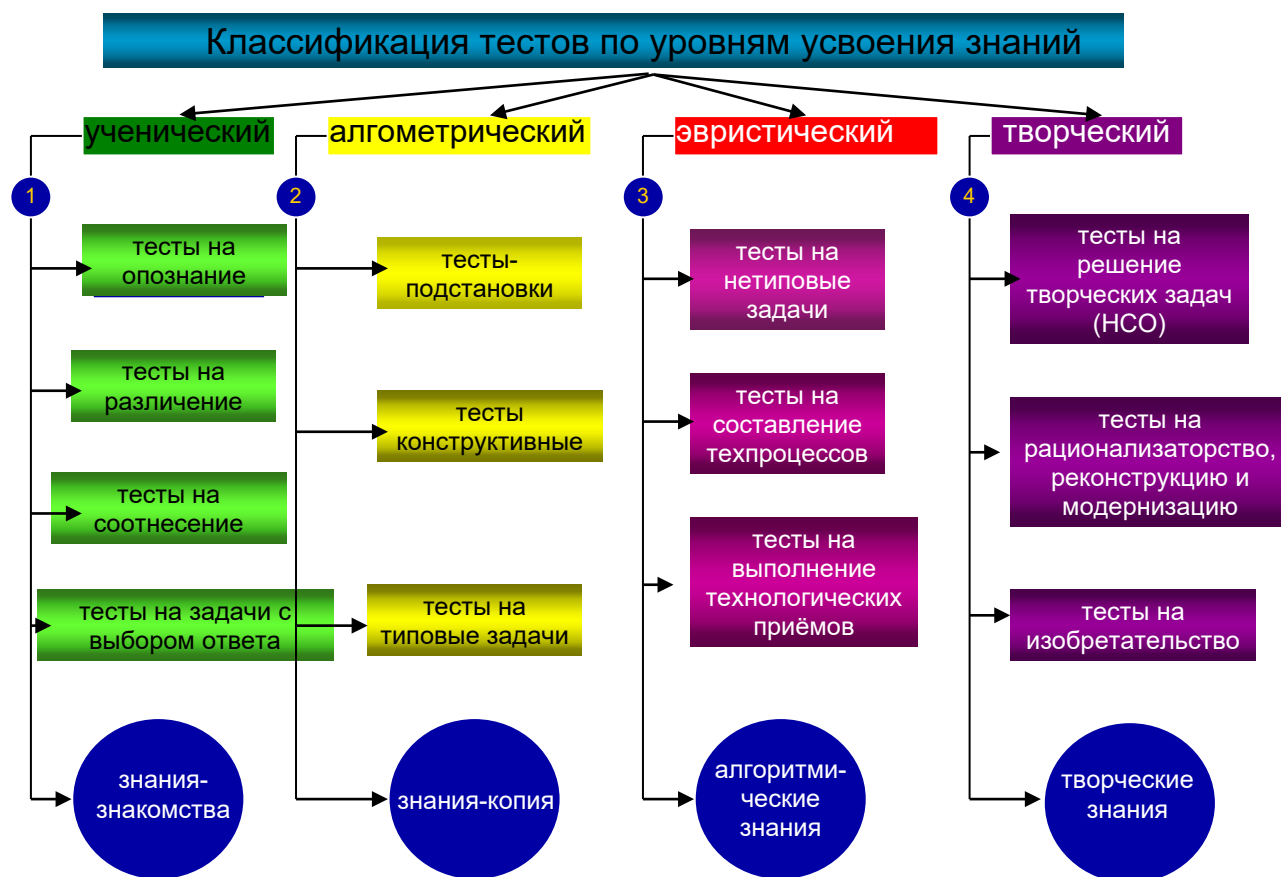 Классификация тестов по уровням усвоения знаний
ученический
алгометрический
эвристический
творческий
1
2
3
4
тесты на
опознание
тесты на
различение
тесты на
соотнесение
тесты на задачи с
выбором ответа
знания-
знакомства
тесты-
подстановки
тесты
конструктивные
тесты на
типовые задачи
знания-копия
тесты на
нетиповые
задачи
тесты на
составление
техпроцессов
тесты на
выполнение
технологических
приёмов
алгоритми-
ческие
знания
тесты на
решение
творческих задач
(НСО)
тесты на
рационализаторство,
реконструкцию и
модернизацию
тесты на
изобретательство
творческие
знания